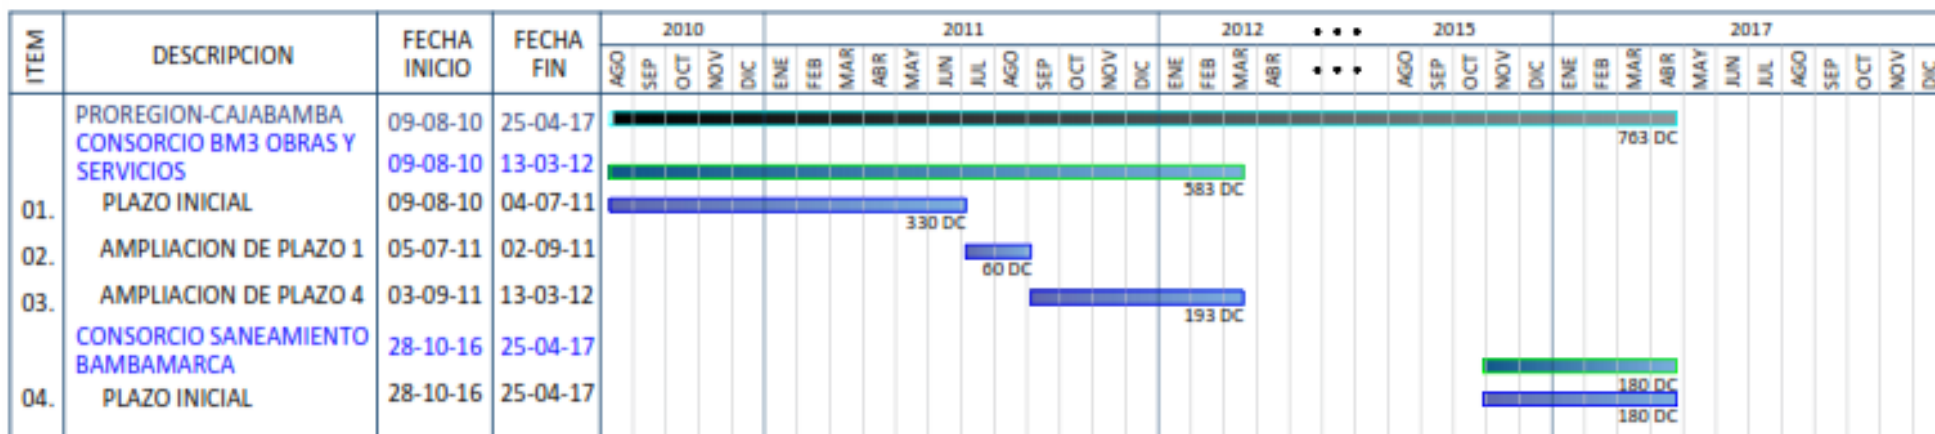 ITEM DESCRIPCION FECHA INICIO FECHA FIN 2010 2011 2012 ... 2015 2017
AGO SEP OCT NOV DIC ENE FEB MAR ABR MAY JUN JUL AGO SEP OCT NOV DIC ENE FEB MAR ABR ... AGO SEP OCT NOV DIC ENE FEB MAR ABR MAY JUN JUL AGO SEP OCT NOV DIC
PROREGION-CAJABAMBA 09-08-10 25-04-17
763 DC
CONSORCIO BM3 OBRAS Y
SERVICIOS 09-08-10 13-03-12
583 DC
01. PLAZO INICIAL 09-08-10 04-07-11
330 DC
02. AMPLIACION DE PLAZO 1 05-07-11 02-09-11
60 DC
03. AMPLIACION DE PLAZO 4 03-09-11 13-03-12
193 DC
CONSORCIO SANEAMIENTO
BAMBAMARCA 28-10-16 25-04-17
180 DC
04. PLAZO INICIAL 28-10-16 25-04-17
180 DC